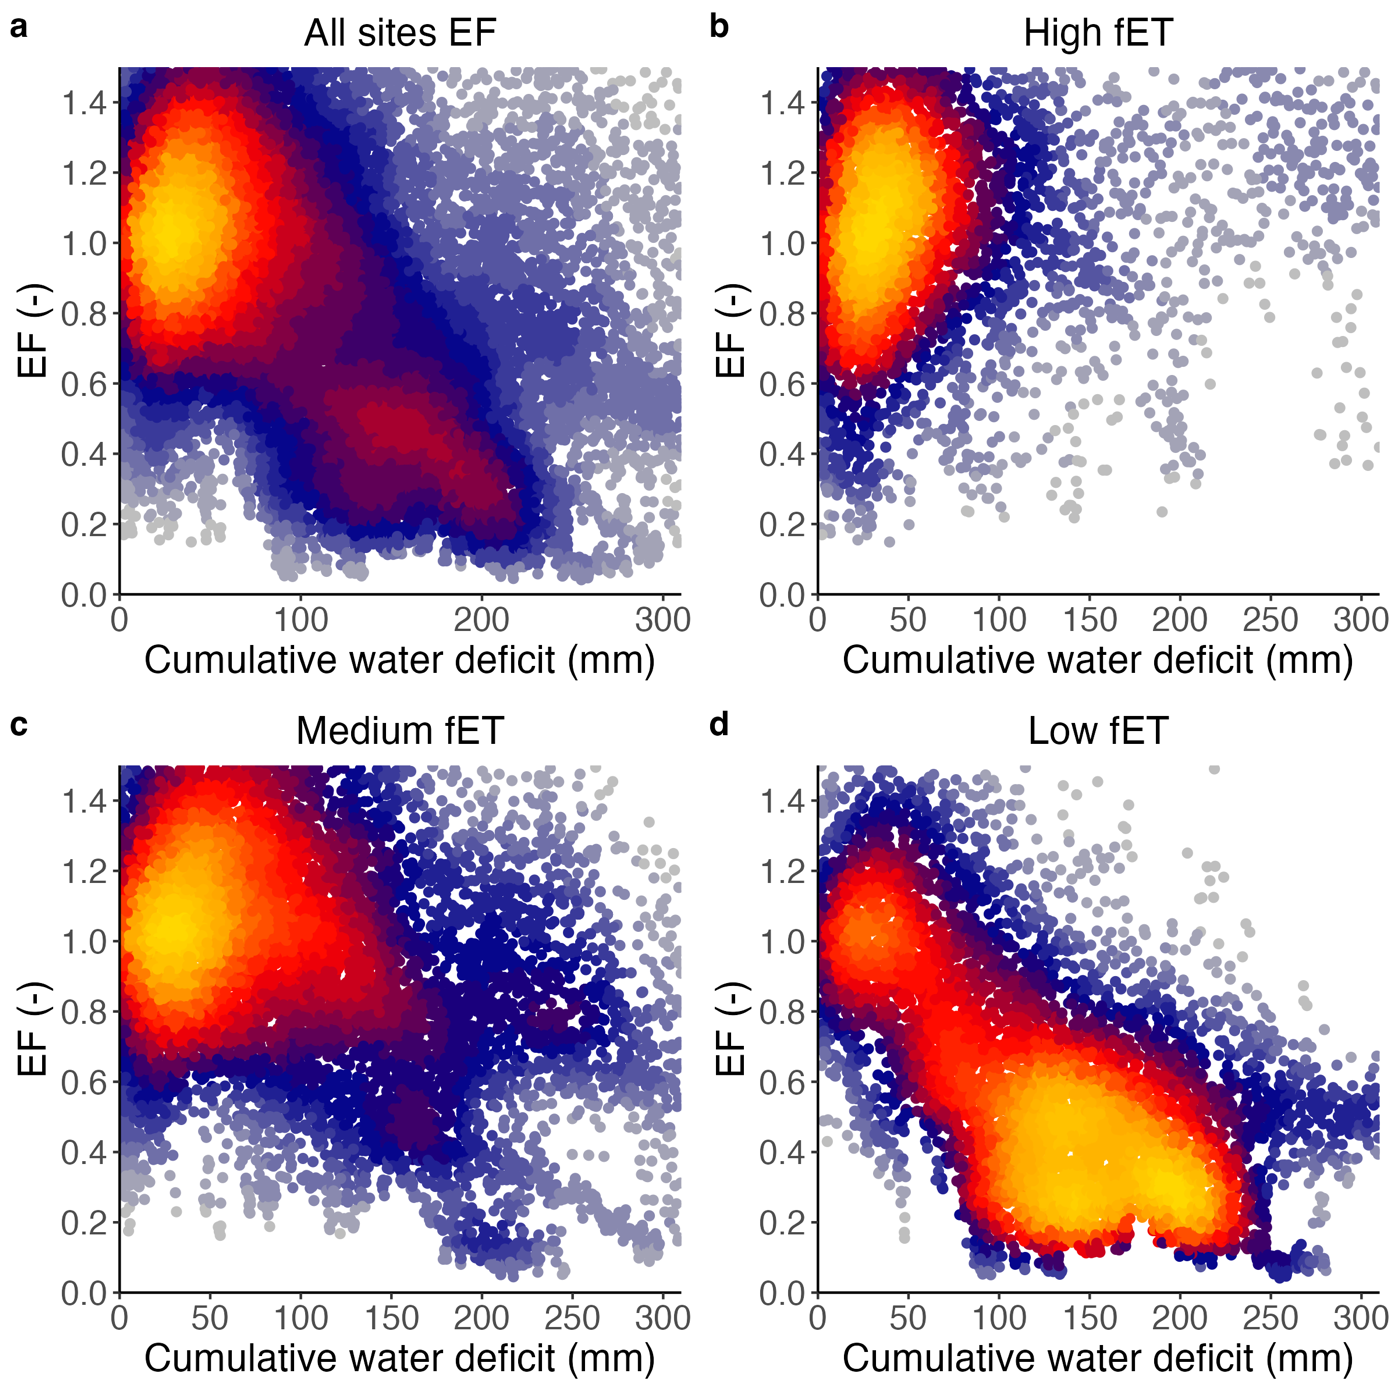 a All sites EF
EF (-)
1.4
1.2
1.0
0.8
0.6
0.4
0.2
0.0
0 100 200 300
Cumulative water deficit (mm)
b High fET
EF (-)
1.4
1.2
1.0
0.8
0.6
0.4
0.2
0.0
0 50 100 150 200 250 300
Cumulative water deficit (mm)
c Medium fET
EF (-)
1.4
1.2
1.0
0.8
0.6
0.4
0.2
0.0
0 50 100 150 200 250 300
Cumulative water deficit (mm)
d Low fET
EF (-)
1.4
1.2
1.0
0.8
0.6
0.4
0.2
0.0
0 50 100 150 200 250 300
Cumulative water deficit (mm)